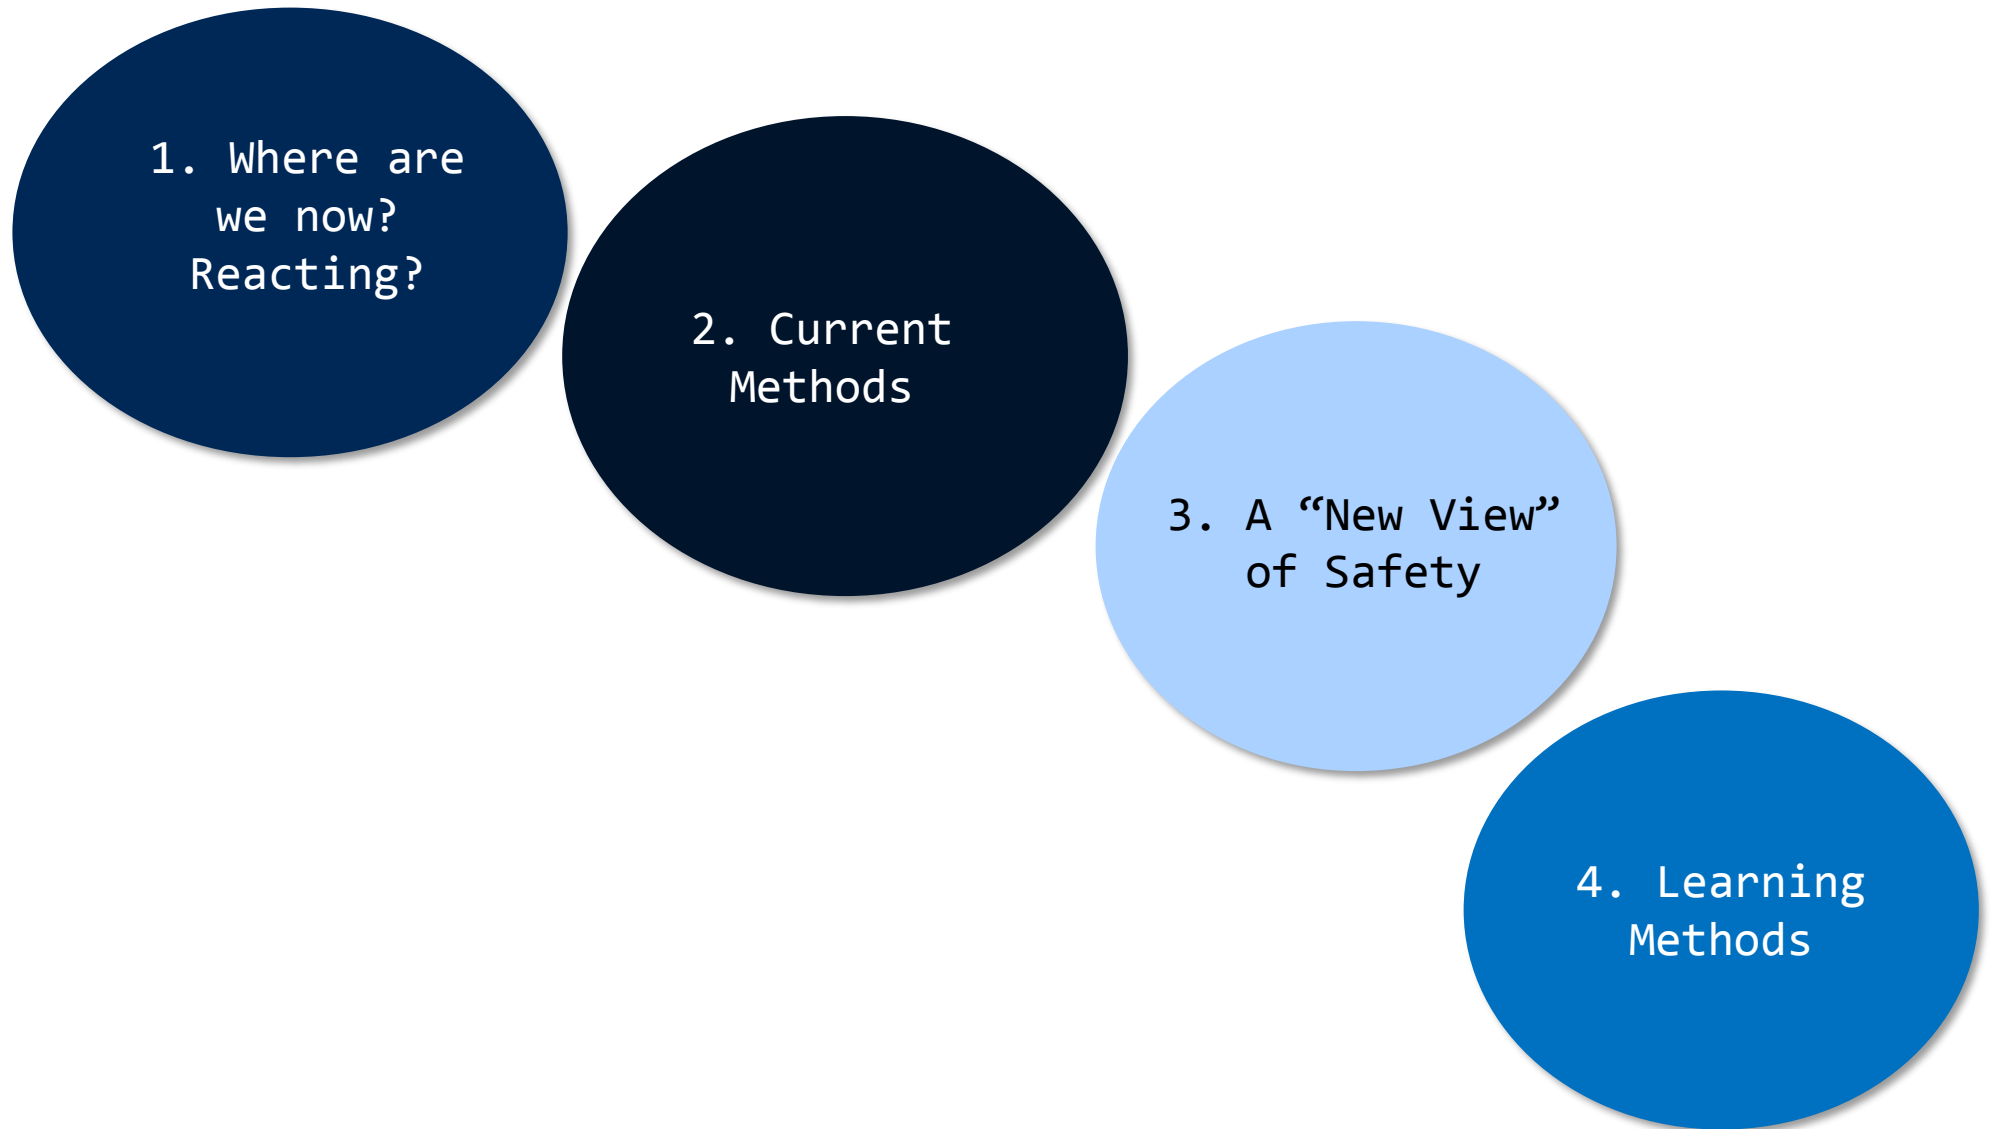 1. Where are
we now?
Reacting?
2. Current
Methods
3. A “New View”
of Safety
4. Learning
Methods